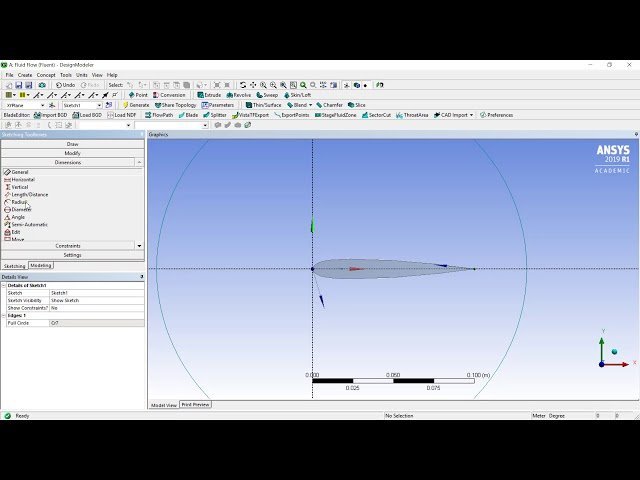 A: Fluid Flow (Fluent) - DesignModeler
File Create Concept Tools Units View Help
Undo Redo Select:
XYPlane Sketch1 Generate Share Topology Parameters Extrude Revolve Sweep Skin/Loft
Thin/Surface Blend Chamfer Slice
Point Conversion
BladeEditor: Import BGD Load BGD Load NDF FlowPath Blade Splitter VistaTFExport ExportPoints StageFluidZone SectorCut ThroatArea CAD Import Preferences
Sketching Toolboxes
Draw
Modify
Dimensions
General
Horizontal
Vertical
Length/Distance
Radius
Diameter
Angle
Semi-Automatic
Edit
Move
Constraints
Settings
Sketching Modeling
Details View
Details of Sketch1
Sketch Sketch1
Sketch Visibility Show Sketch
Show Constraints? No
Edges: 1
Full Circle Cr7
Graphics
ANSYS
2019 R1
ACADEMIC
0.000 0.050 0.100 (m)
0.025 0.075
Y
X
Model View Print Preview
Ready No Selection Meter Degree 0 0